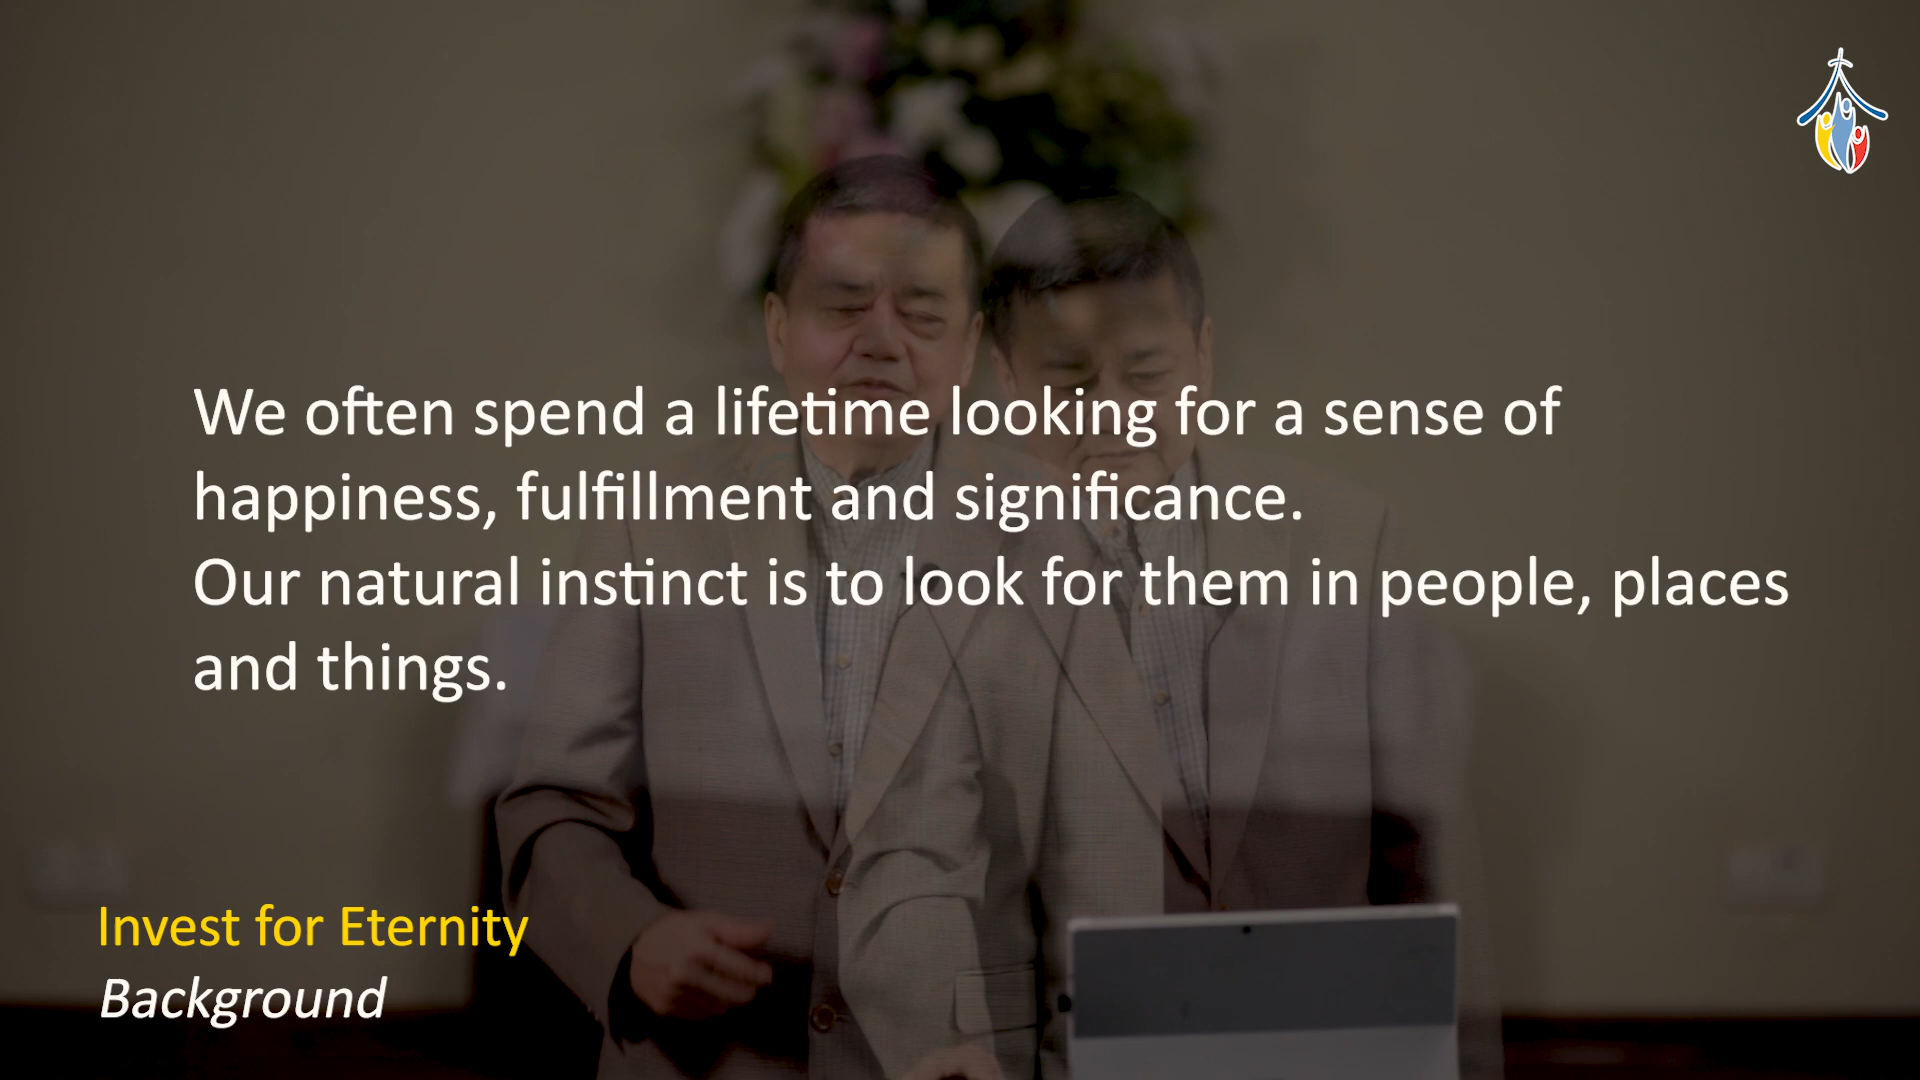 We often spend a lifetime looking for a sense of
happiness, fulfillment and significance.
Our natural instinct is to look for them in people, places
and things.
Invest for Eternity
Background